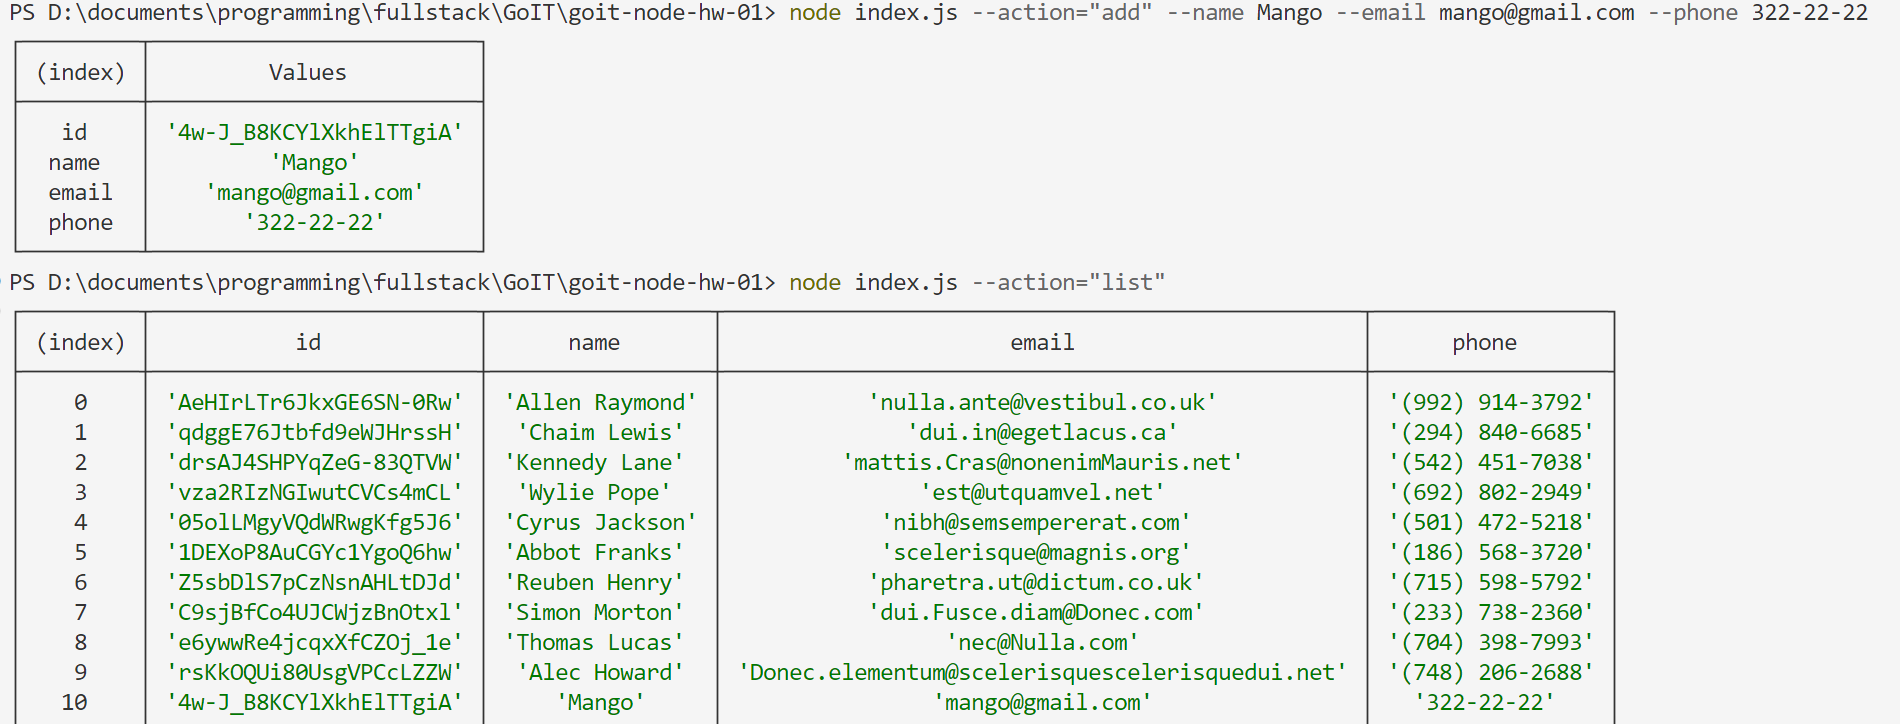 PS D:\documents\programming\fullstack\GoIT\goit-node-hw-01> node index.js --action="add" --name Mango --email mango@gmail.com --phone 322-22-22
(index) Values
id '4w-J_B8KCYlXkhElTTgiA'
name 'Mango'
email 'mango@gmail.com'
phone '322-22-22'
PS D:\documents\programming\fullstack\GoIT\goit-node-hw-01> node index.js --action="list"
(index) id name email phone
0 'AeHIrLTr6JkxGE6SN-0Rw' 'Allen Raymond' 'nulla.ante@vestibul.co.uk' '(992) 914-3792'
1 'qdggE76Jtbfd9eWJHrssH' 'Chaim Lewis' 'dui.in@egetlacus.ca' '(294) 840-6685'
2 'drsAJ4SHPYqZeG-83QTVW' 'Kennedy Lane' 'mattis.Cras@nonenimMauris.net' '(542) 451-7038'
3 'vza2RIzNGIwutCVCs4mCL' 'Wylie Pope' 'est@utquamvel.net' '(692) 802-2949'
4 '05olLMgyVQdWRwgKfg5J6' 'Cyrus Jackson' 'nibh@semsempererat.com' '(501) 472-5218'
5 '1DEXoP8AuCGYc1YgoQ6hw' 'Abbot Franks' 'scelerisque@magnis.org' '(186) 568-3720'
6 'Z5sbDlS7pCzNsnAHLtDJd' 'Reuben Henry' 'pharetra.ut@dictum.co.uk' '(715) 598-5792'
7 'C9sjBfCo4UJCWjzBnOtxl' 'Simon Morton' 'dui.Fusce.diam@Donec.com' '(233) 738-2360'
8 'e6ywwRe4jcqxXfCZOj_1e' 'Thomas Lucas' 'nec@Nulla.com' '(704) 398-7993'
9 'rsKkOQUi80UsgVPCcLZZW' 'Alec Howard' 'Donec.elementum@scelerisquescelerisquedui.net' '(748) 206-2688'
10 '4w-J_B8KCYlXkhElTTgiA' 'Mango' 'mango@gmail.com' '322-22-22'